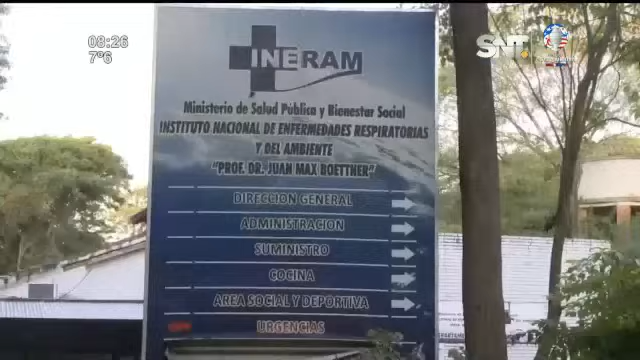 08:26
7°6
SNT
INERAM
Ministerio de Salud Pública y Bienestar Social
INSTITUTO NACIONAL DE ENFERMEDADES RESPIRATORIAS
Y DEL AMBIENTE
"PROF. DR. JUAN MAX BOETTNER"
DIRECCION GENERAL
ADMINISTRACION
SUMINISTRO
COCINA
AREA SOCIAL Y DEPORTIVA
URGENCIAS